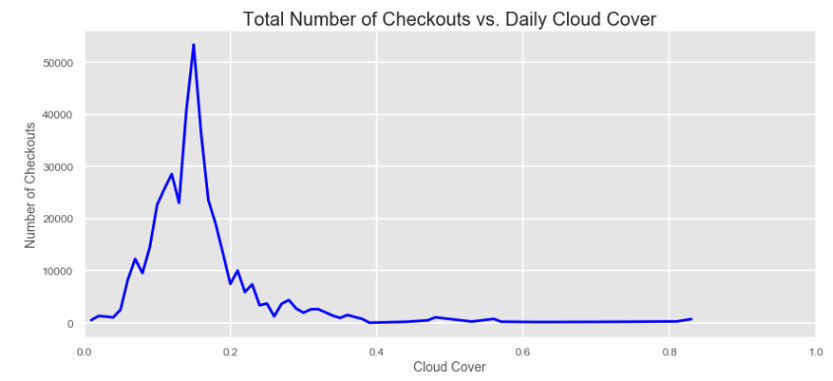 Total Number of Checkouts vs. Daily Cloud Cover
50000
40000
30000
20000
10000
0
Number of Checkouts
0.0 0.2 0.4 0.6 0.8 1.0
Cloud Cover